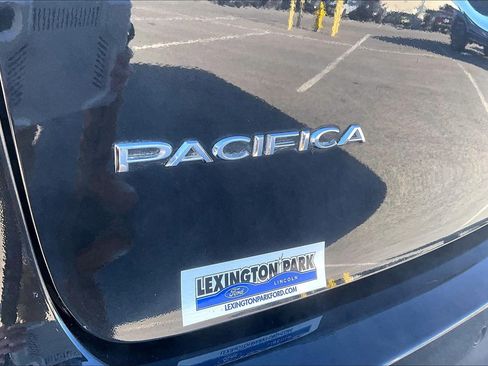 PACIFICA
LEXINGTON PARK
Ford LINCOLN
LEXINGTONPARKFORD.COM